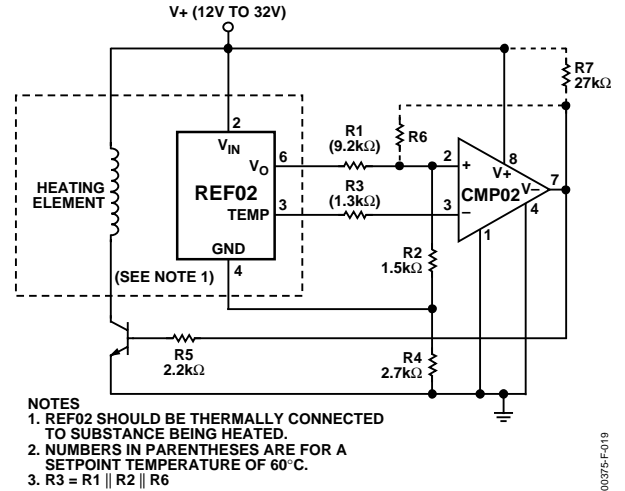 V+ (12V TO 32V)
R7
27kΩ
2
V_IN
R1
(9.2kΩ)
R6
6
V_O
2
+
8
V+
HEATING
ELEMENT
REF02
R3
(1.3kΩ)
CMP02
V–
7
4
TEMP
3
3
–
1
GND
4
(SEE NOTE 1)
R2
1.5kΩ
R5
2.2kΩ
R4
2.7kΩ
NOTES
1. REF02 SHOULD BE THERMALLY CONNECTED
TO SUBSTANCE BEING HEATED.
2. NUMBERS IN PARENTHESES ARE FOR A
SETPOINT TEMPERATURE OF 60°C.
3. R3 = R1 || R2 || R6
00375-F-019